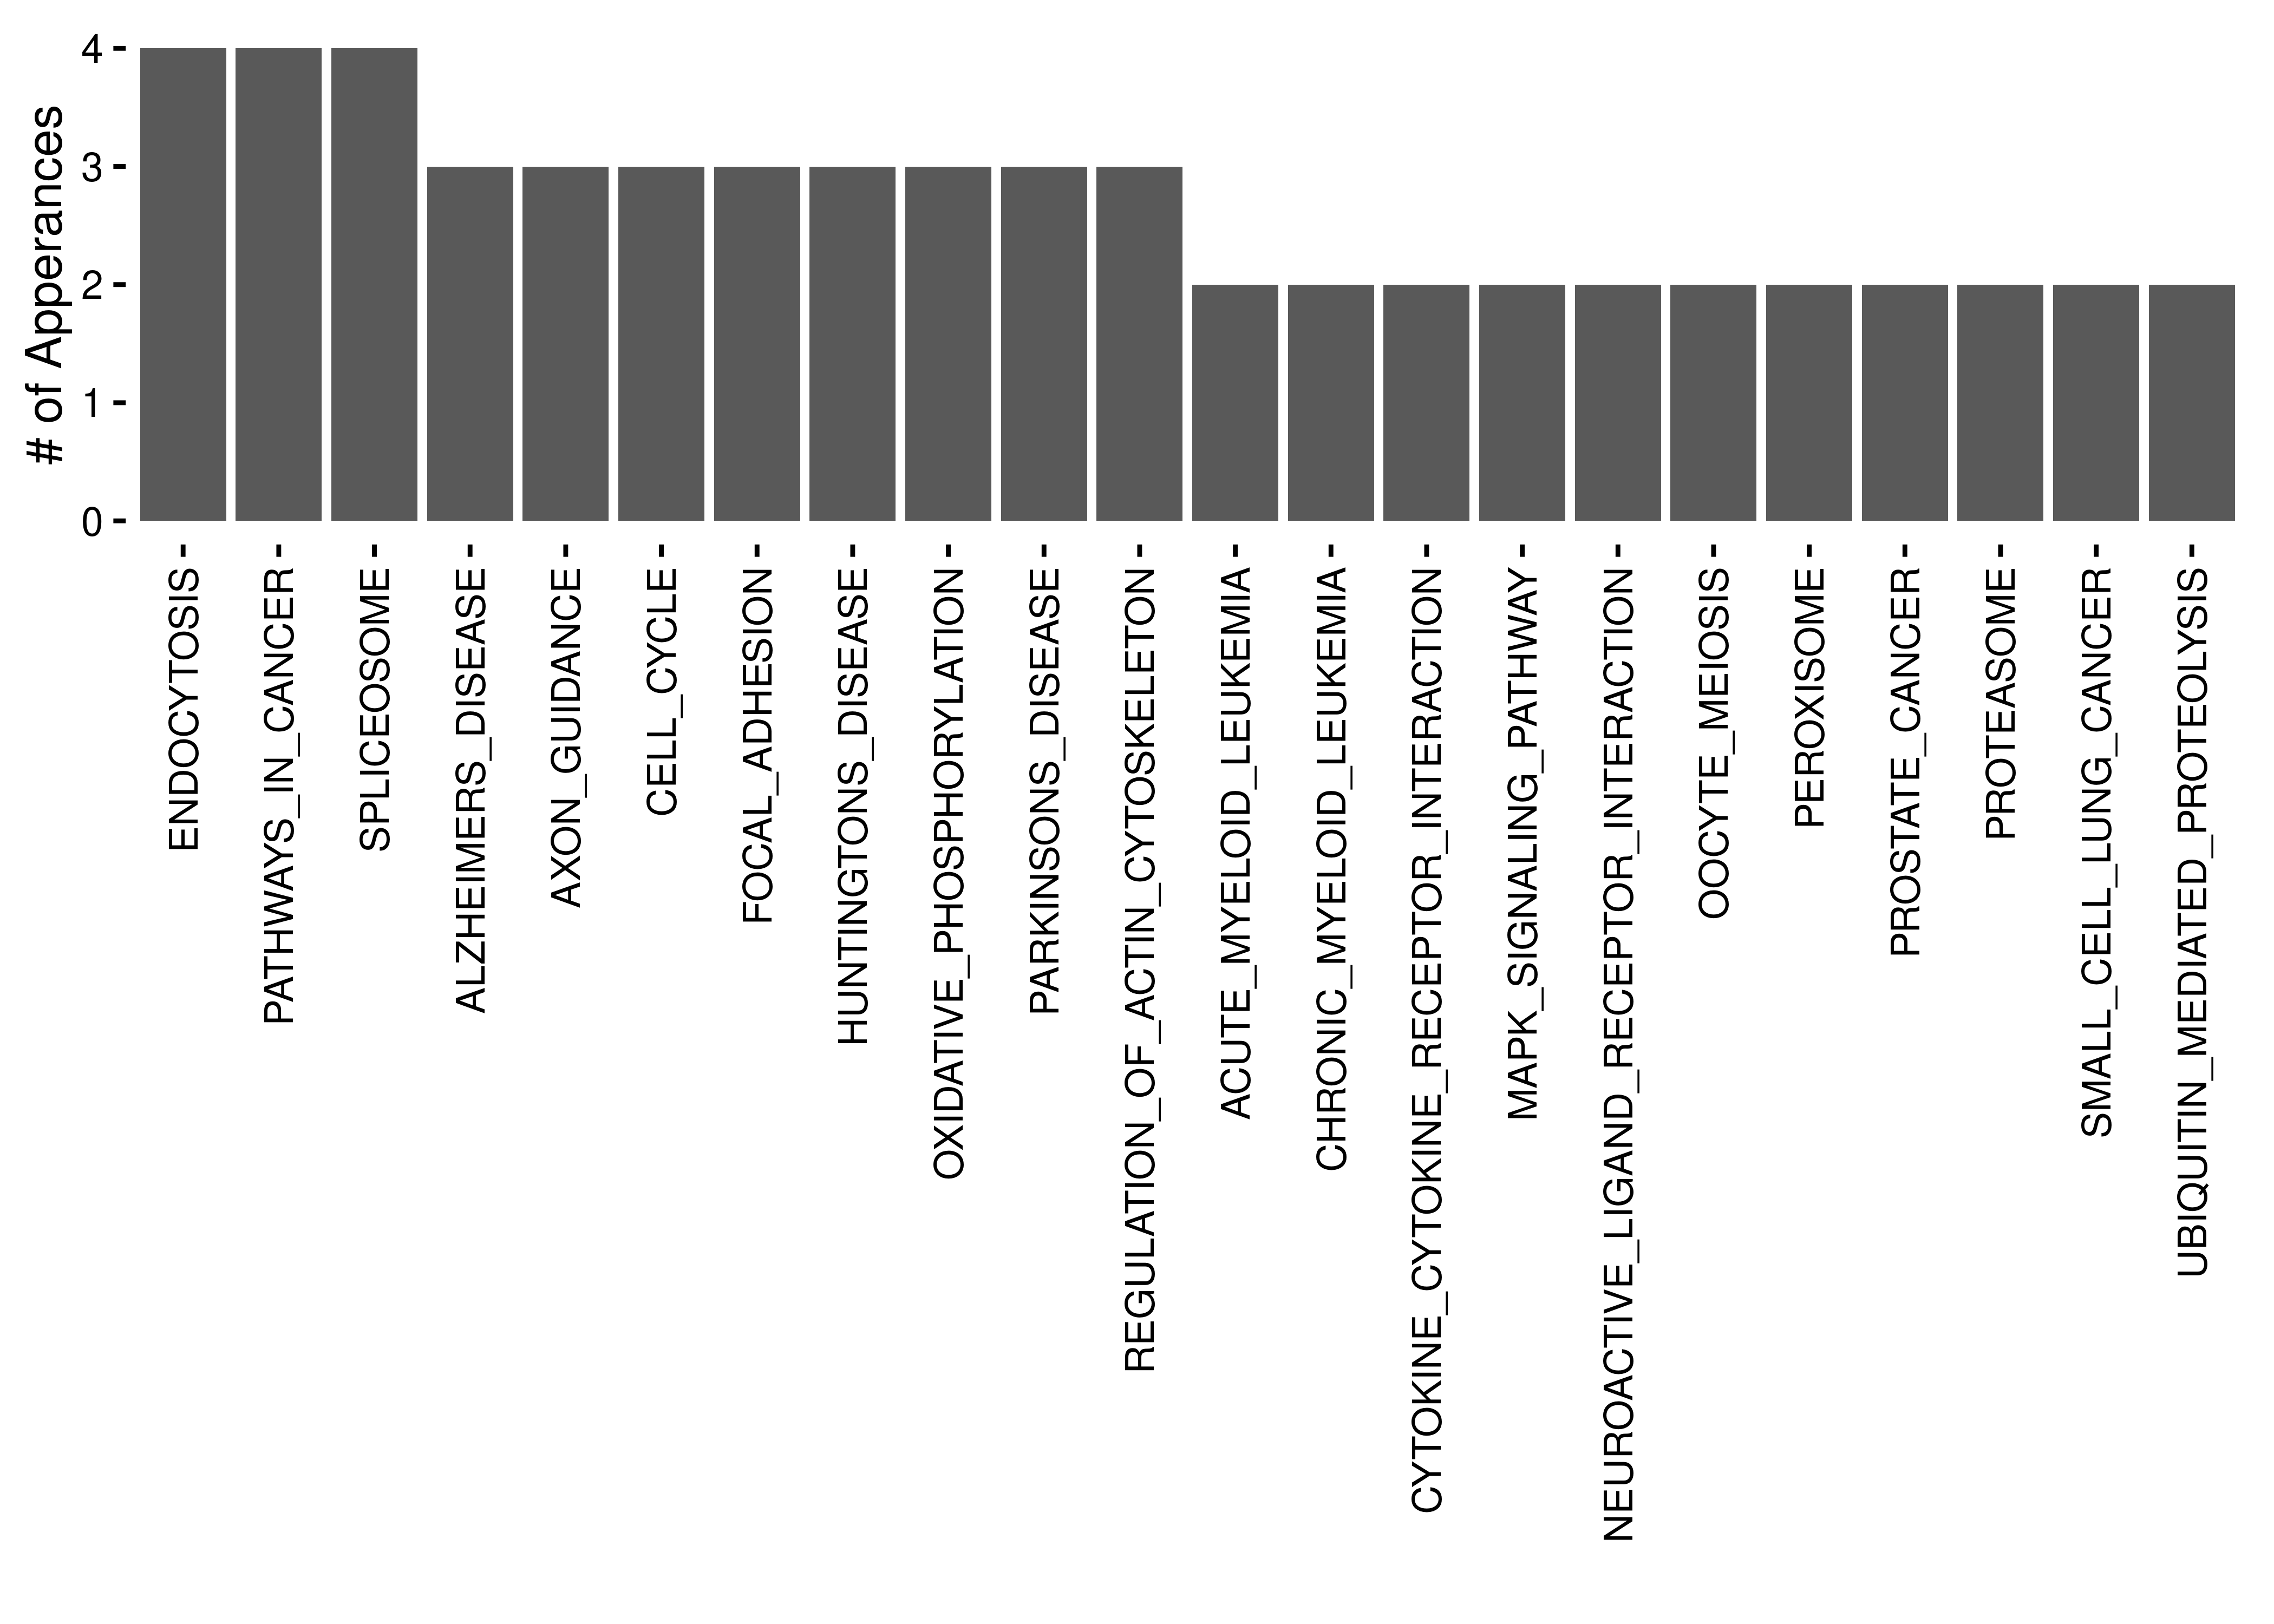 # of Apperances
4
3
2
1
0
ENDOCYTOSIS
PATHWAYS_IN_CANCER
SPLICEOSOME
ALZHEIMERS_DISEASE
AXON_GUIDANCE
CELL_CYCLE
FOCAL_ADHESION
HUNTINGTONS_DISEASE
OXIDATIVE_PHOSPHORYLATION
PARKINSONS_DISEASE
REGULATION_OF_ACTIN_CYTOSKELETON
ACUTE_MYELOID_LEUKEMIA
CHRONIC_MYELOID_LEUKEMIA
CYTOKINE_CYTOKINE_RECEPTOR_INTERACTION
MAPK_SIGNALING_PATHWAY
NEUROACTIVE_LIGAND_RECEPTOR_INTERACTION
OOCYTE_MEIOSIS
PEROXISOME
PROSTATE_CANCER
PROTEASOME
SMALL_CELL_LUNG_CANCER
UBIQUITIN_MEDIATED_PROTEOLYSIS